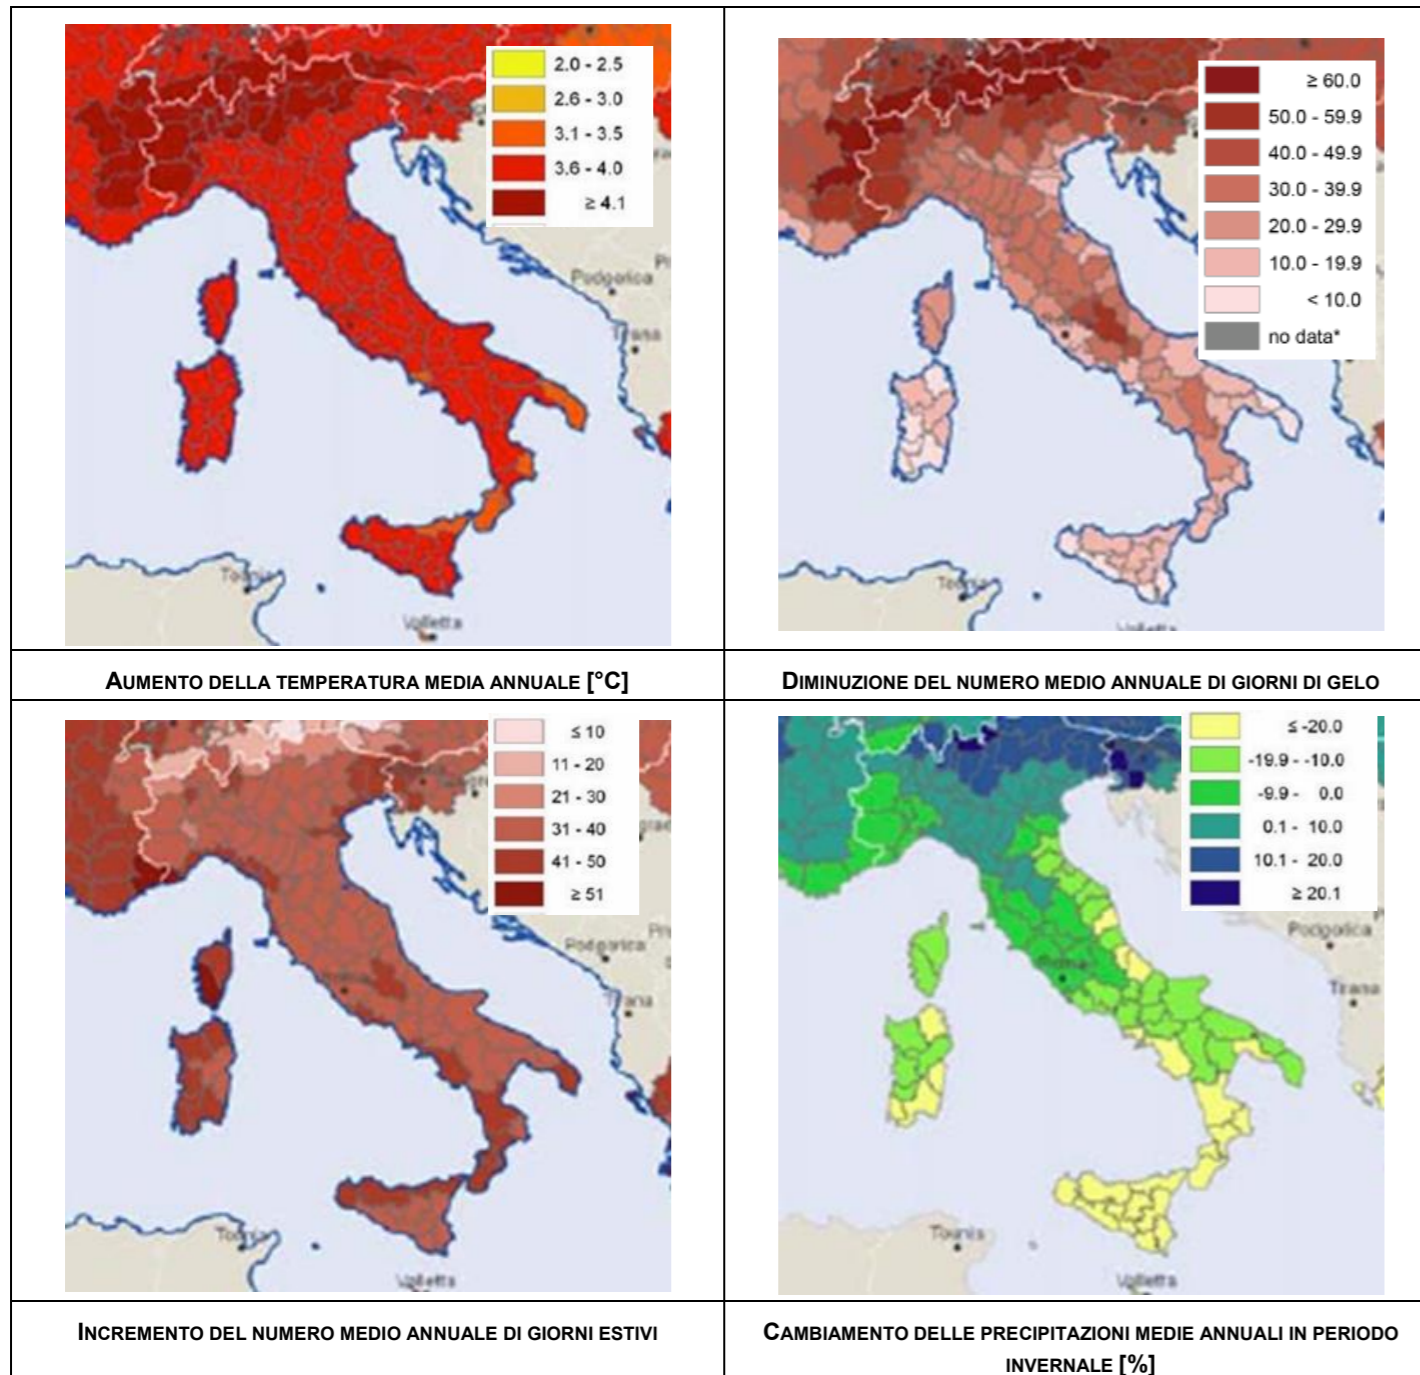 2.0 - 2.5
2.6 - 3.0
3.1 - 3.5
3.6 - 4.0
≥ 4.1
Podgorica
Tirana
Valletta
AUMENTO DELLA TEMPERATURA MEDIA ANNUALE [°C]
≥ 60.0
50.0 - 59.9
40.0 - 49.9
30.0 - 39.9
20.0 - 29.9
10.0 - 19.9
< 10.0
no data*
DIMINUZIONE DEL NUMERO MEDIO ANNUALE DI GIORNI DI GELO
≤ 10
11 - 20
21 - 30
31 - 40
41 - 50
≥ 51
Podgorica
Tirana
Valletta
INCREMENTO DEL NUMERO MEDIO ANNUALE DI GIORNI ESTIVI
≤ -20.0
-19.9 - -10.0
-9.9 - 0.0
0.1 - 10.0
10.1 - 20.0
≥ 20.1
Podgorica
Tirana
Valletta
CAMBIAMENTO DELLE PRECIPITAZIONI MEDIE ANNUALI IN PERIODO
INVERNALE [%]